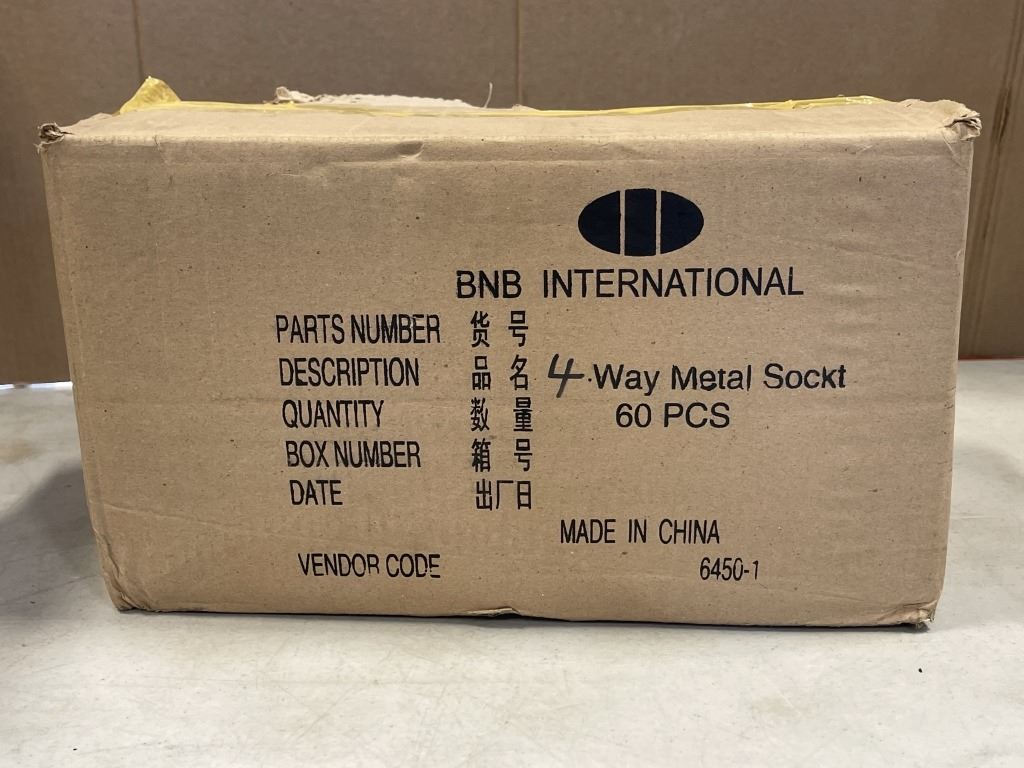 BNB INTERNATIONAL
PARTS NUMBER 货号
DESCRIPTION 品名 4 Way Metal Sockt
QUANTITY 数量 60 PCS
BOX NUMBER 箱号
DATE 出厂日
MADE IN CHINA
VENDOR CODE 6450-1